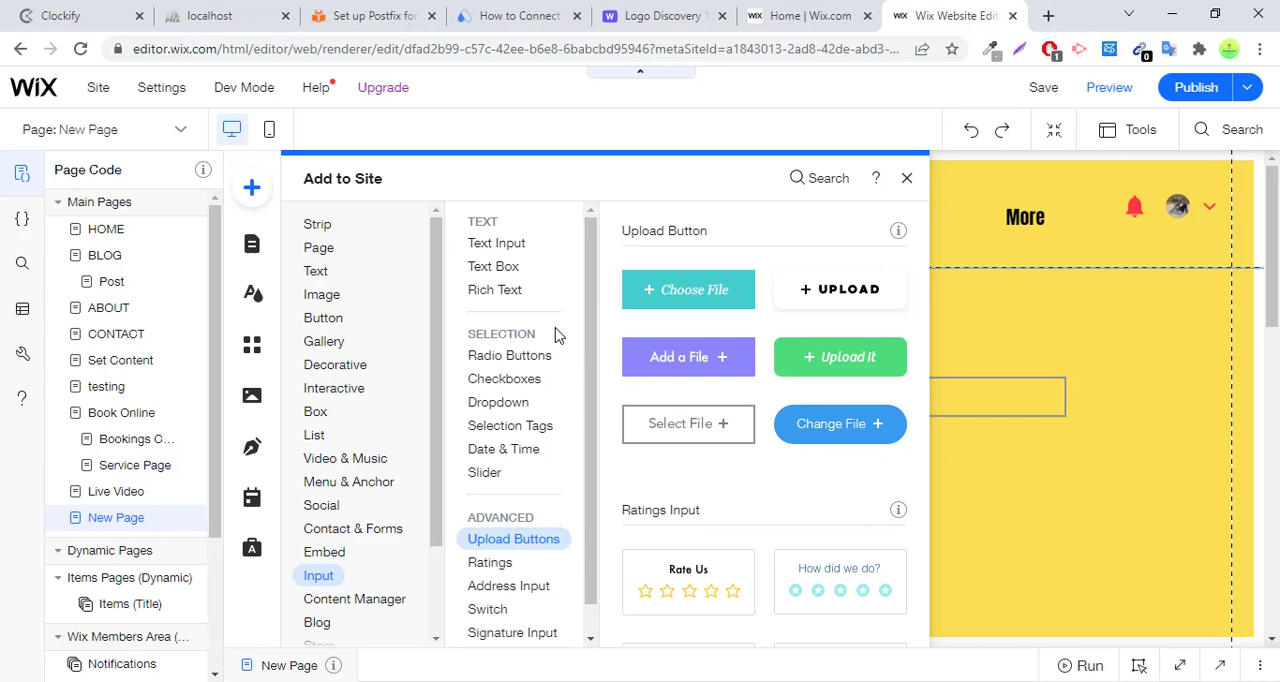 Clockify
localhost
Set up Postfix for
How to Connect
Logo Discovery T
Home | Wix.com
Wix Website Edit
editor.wix.com/html/editor/web/renderer/edit/dfad2b99-c57c-42ee-b6e8-6babcbd95946?metaSiteId=a1843013-2ad8-42de-abd3-...
WiX
Site
Settings
Dev Mode
Help
Upgrade
Save
Preview
Publish
Page: New Page
Tools
Search
Page Code
Main Pages
HOME
BLOG
Post
ABOUT
CONTACT
Set Content
testing
Book Online
Bookings C...
Service Page
Live Video
New Page
Dynamic Pages
Items Pages (Dynamic)
Items (Title)
Wix Members Area (...
Notifications
Add to Site
Search
Strip
Page
Text
Image
Button
Gallery
Decorative
Interactive
Box
List
Video & Music
Menu & Anchor
Social
Contact & Forms
Embed
Input
Content Manager
Blog
Store
TEXT
Text Input
Text Box
Rich Text
SELECTION
Radio Buttons
Checkboxes
Dropdown
Selection Tags
Date & Time
Slider
ADVANCED
Upload Buttons
Ratings
Address Input
Switch
Signature Input
Upload Button
+ Choose File
+ UPLOAD
Add a File +
+ Upload It
Select File +
Change File +
Ratings Input
Rate Us
How did we do?
More
New Page
Run